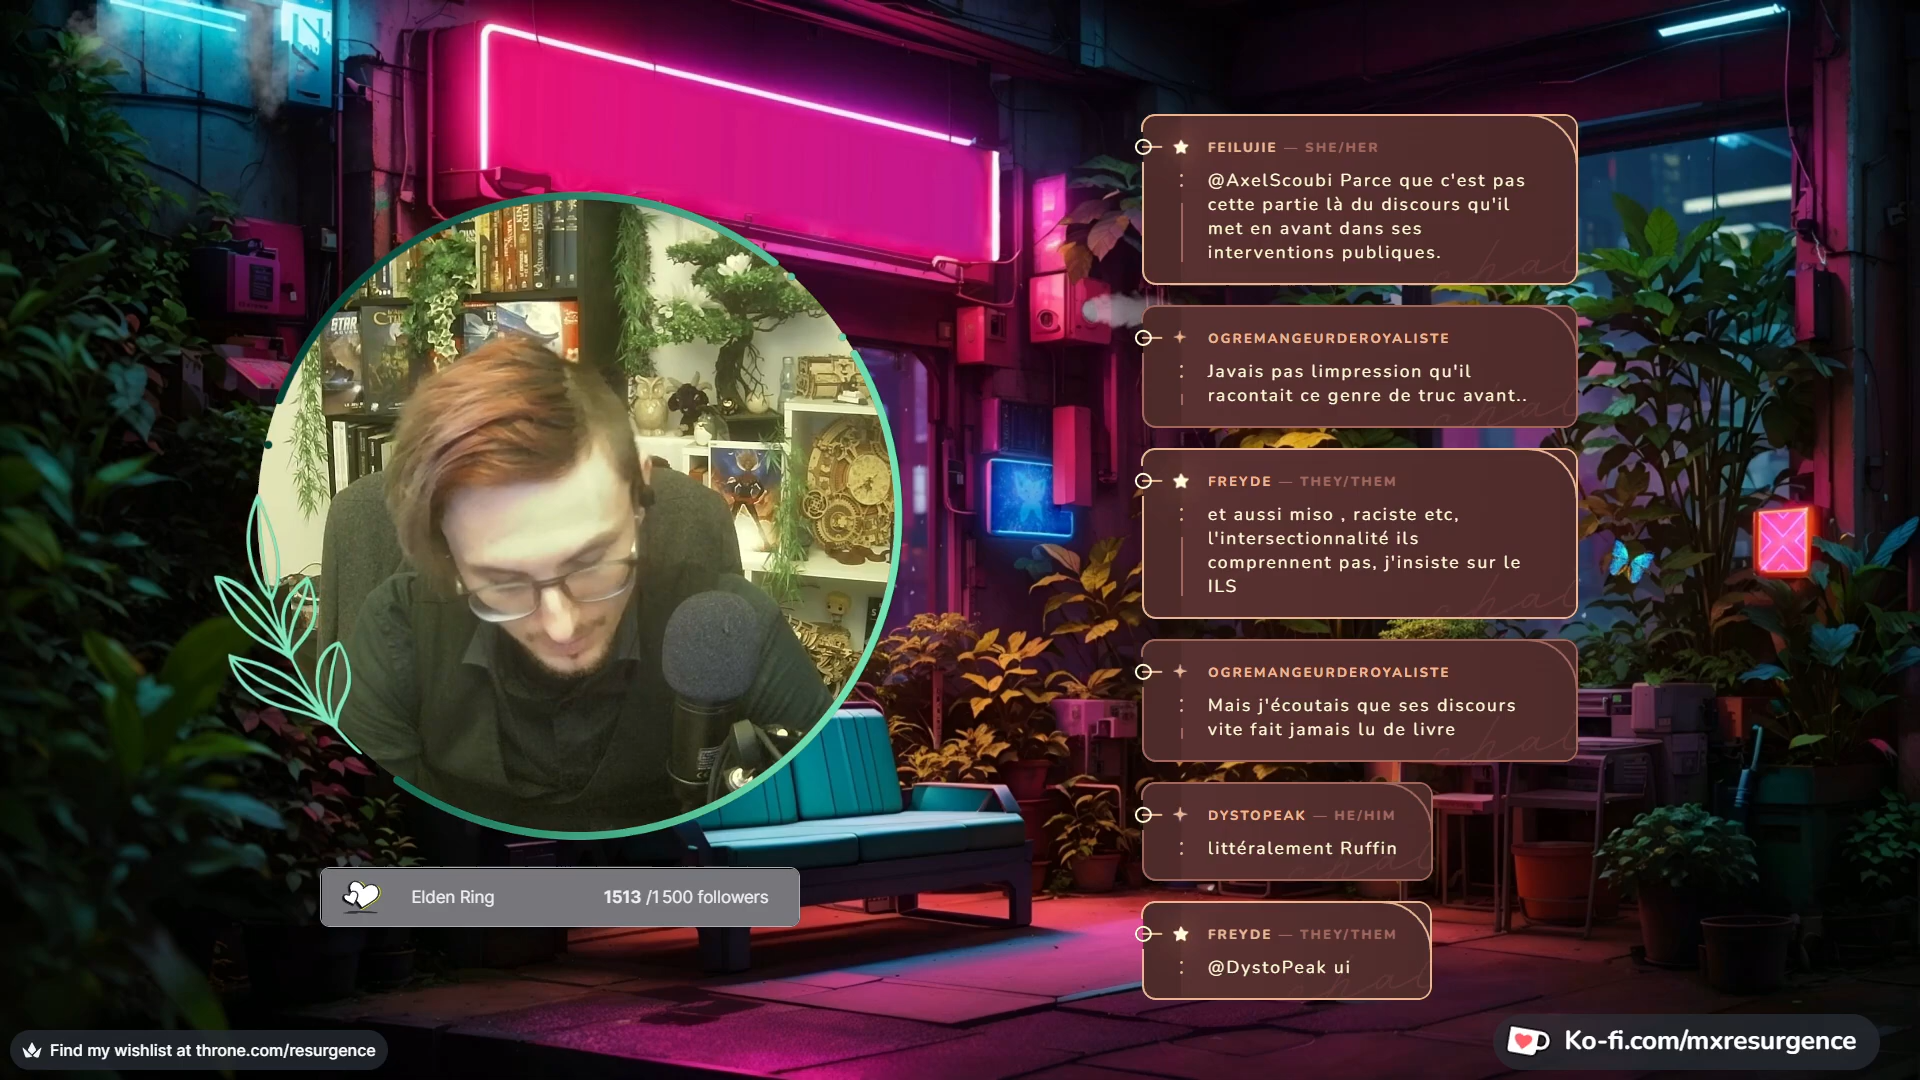 FEILUJIE — SHE/HER
@AxelScoubi Parce que c'est pas
cette partie là du discours qu'il
met en avant dans ses
interventions publiques.
OGREMANGEURDEROYALISTE
Javais pas limpression qu'il
racontait ce genre de truc avant..
FREYDE — THEY/THEM
et aussi miso , raciste etc,
l'intersectionnalité ils
comprennent pas, j'insiste sur le
ILS
OGREMANGEURDEROYALISTE
Mais j'écoutais que ses discours
vite fait jamais lu de livre
DYSTOPEAK — HE/HIM
littéralement Ruffin
FREYDE — THEY/THEM
@DystoPeak ui
STAR
Elden Ring
1513 /1 500 followers
Find my wishlist at throne.com/resurgence
Ko-fi.com/mxresurgence